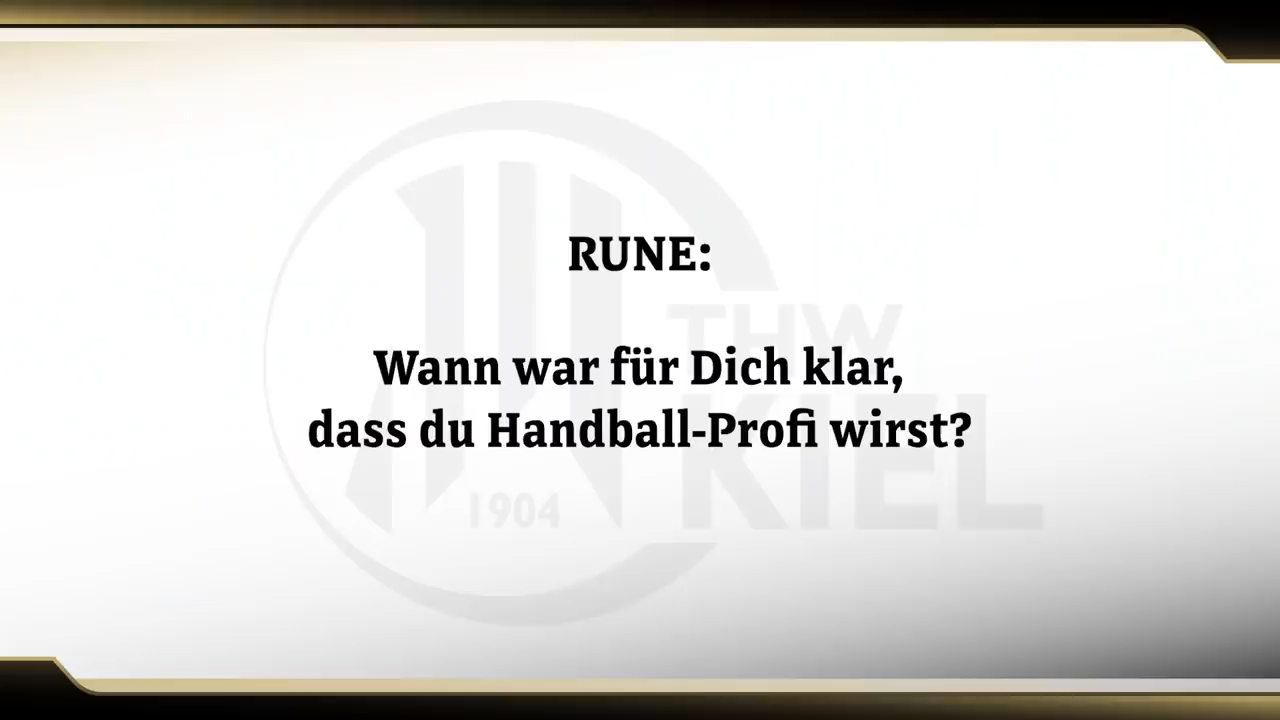 RUNE:
Wann war für Dich klar,
dass du Handball-Profi wirst?
THW
KIEL
1904